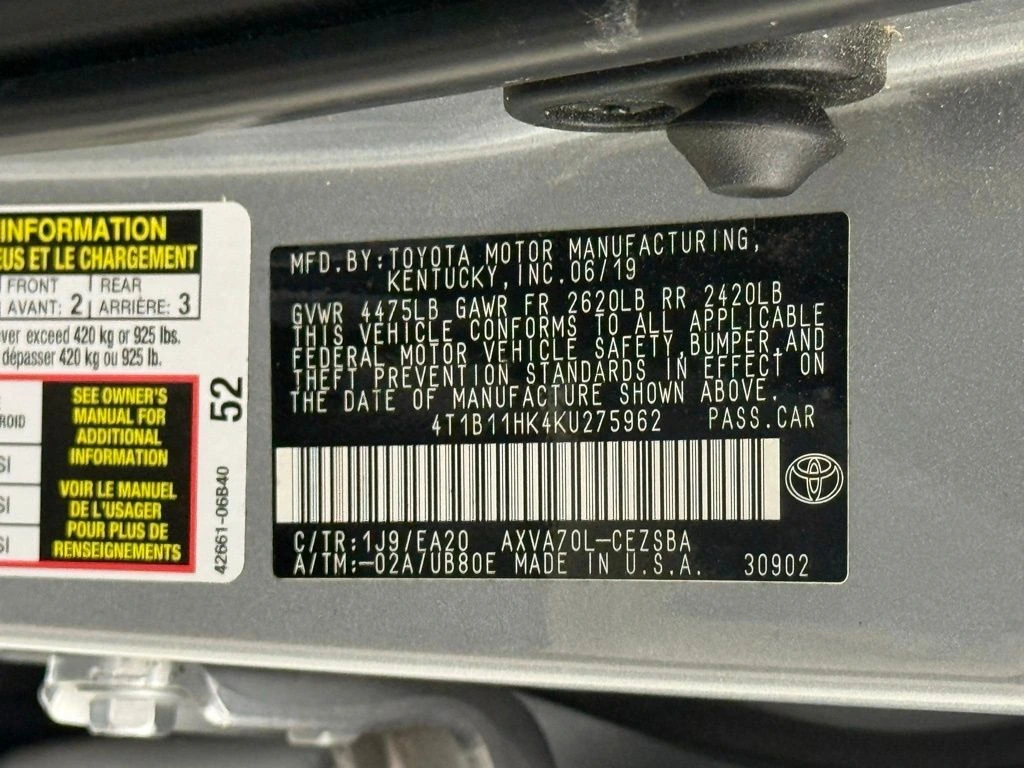 INFORMATION
EUS ET LE CHARGEMENT
FRONT REAR
AVANT: 2 ARRIÈRE: 3
ever exceed 420 kg or 925 lbs.
dépasser 420 kg ou 925 lb.
SEE OWNER'S
MANUAL FOR
ADDITIONAL
INFORMATION
VOIR LE MANUEL
DE L'USAGER
POUR PLUS DE
RENSEIGNEMENTS
ROID
SI
SI
SI
52
42661-06B40
MFD.BY:TOYOTA MOTOR MANUFACTURING,
KENTUCKY,INC.06/19
GVWR 4475LB GAWR FR 2620LB RR 2420LB
THIS VEHICLE CONFORMS TO ALL APPLICABLE
FEDERAL MOTOR VEHICLE SAFETY,BUMPER,AND
THEFT PREVENTION STANDARDS IN EFFECT ON
THE DATE OF MANUFACTURE SHOWN ABOVE.
4T1B11HK4KU275962 PASS.CAR
C/TR:1J9/EA20 AXVA70L-CEZSBA
A/TM:-02A/UB80E MADE IN U.S.A. 30902